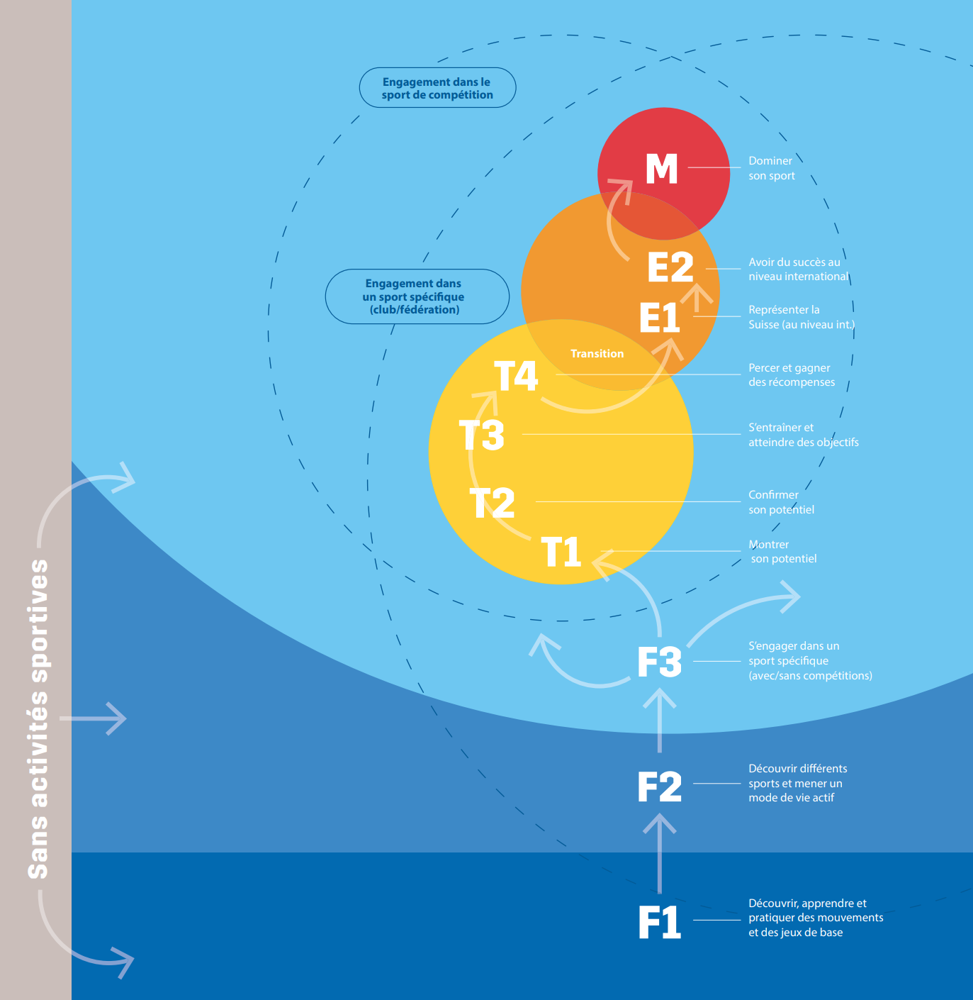 Engagement dans le
sport de compétition
M
Dominer
son sport
E2
Avoir du succès au
niveau international
Engagement dans
un sport spécifique
(club/fédération)
E1
Représenter la
Suisse (au niveau int.)
Transition
T4
Percer et gagner
des récompenses
T3
S’entraîner et
atteindre des objectifs
T2
Confirmer
son potentiel
T1
Montrer
son potentiel
Sans activités sportives
F3
S’engager dans un
sport spécifique
(avec/sans compétitions)
F2
Découvrir différents
sports et mener un
mode de vie actif
F1
Découvrir, apprendre et
pratiquer des mouvements
et des jeux de base